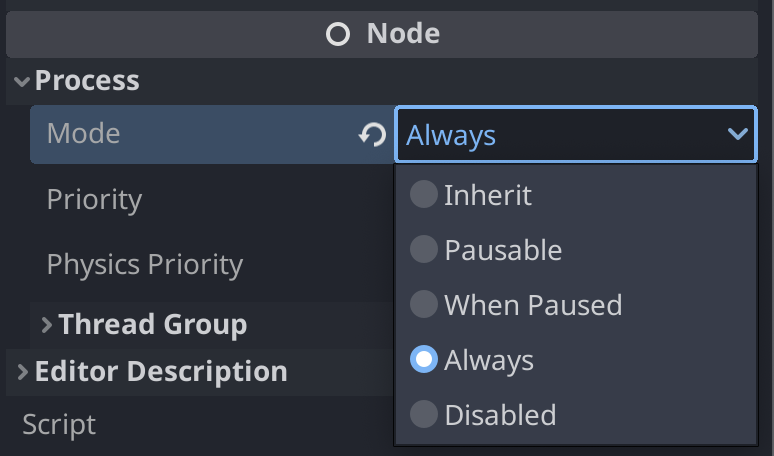 Node
Process
Mode Always
Inherit
Priority
Pausable
Physics Priority
When Paused
Thread Group
Always
Editor Description
Disabled
Script